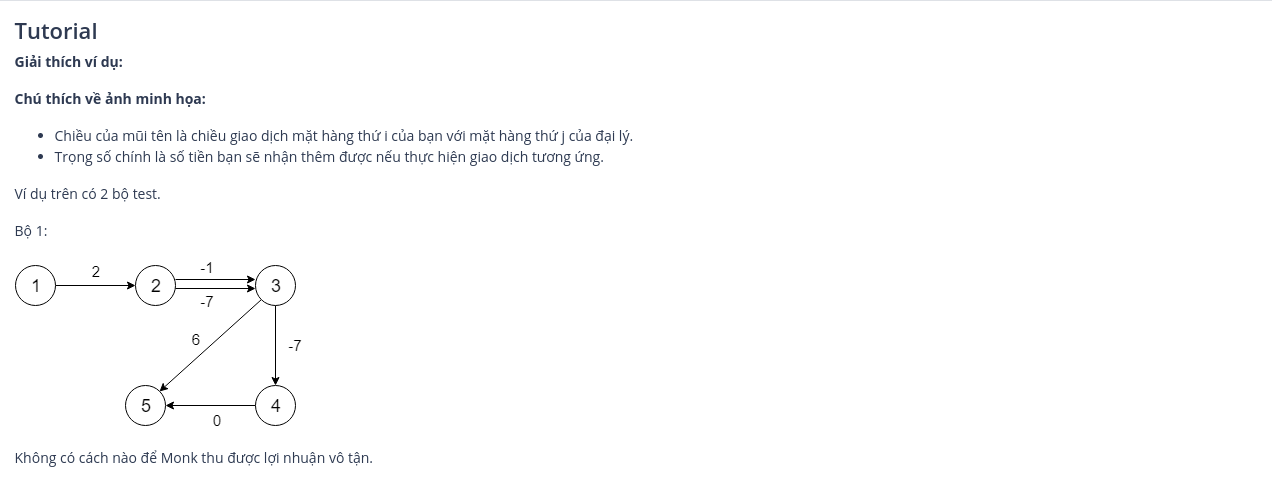 Tutorial
Giải thích ví dụ:
Chú thích về ảnh minh họa:
• Chiều của mũi tên là chiều giao dịch mặt hàng thứ i của bạn với mặt hàng thứ j của đại lý.
• Trọng số chính là số tiền bạn sẽ nhận thêm được nếu thực hiện giao dịch tương ứng.
Ví dụ trên có 2 bộ test.
Bộ 1:
2
-1
1
2
3
-7
6
-7
5
4
0
Không có cách nào để Monk thu được lợi nhuận vô tận.